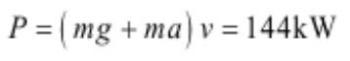 P = (mg + ma) v = 144kW